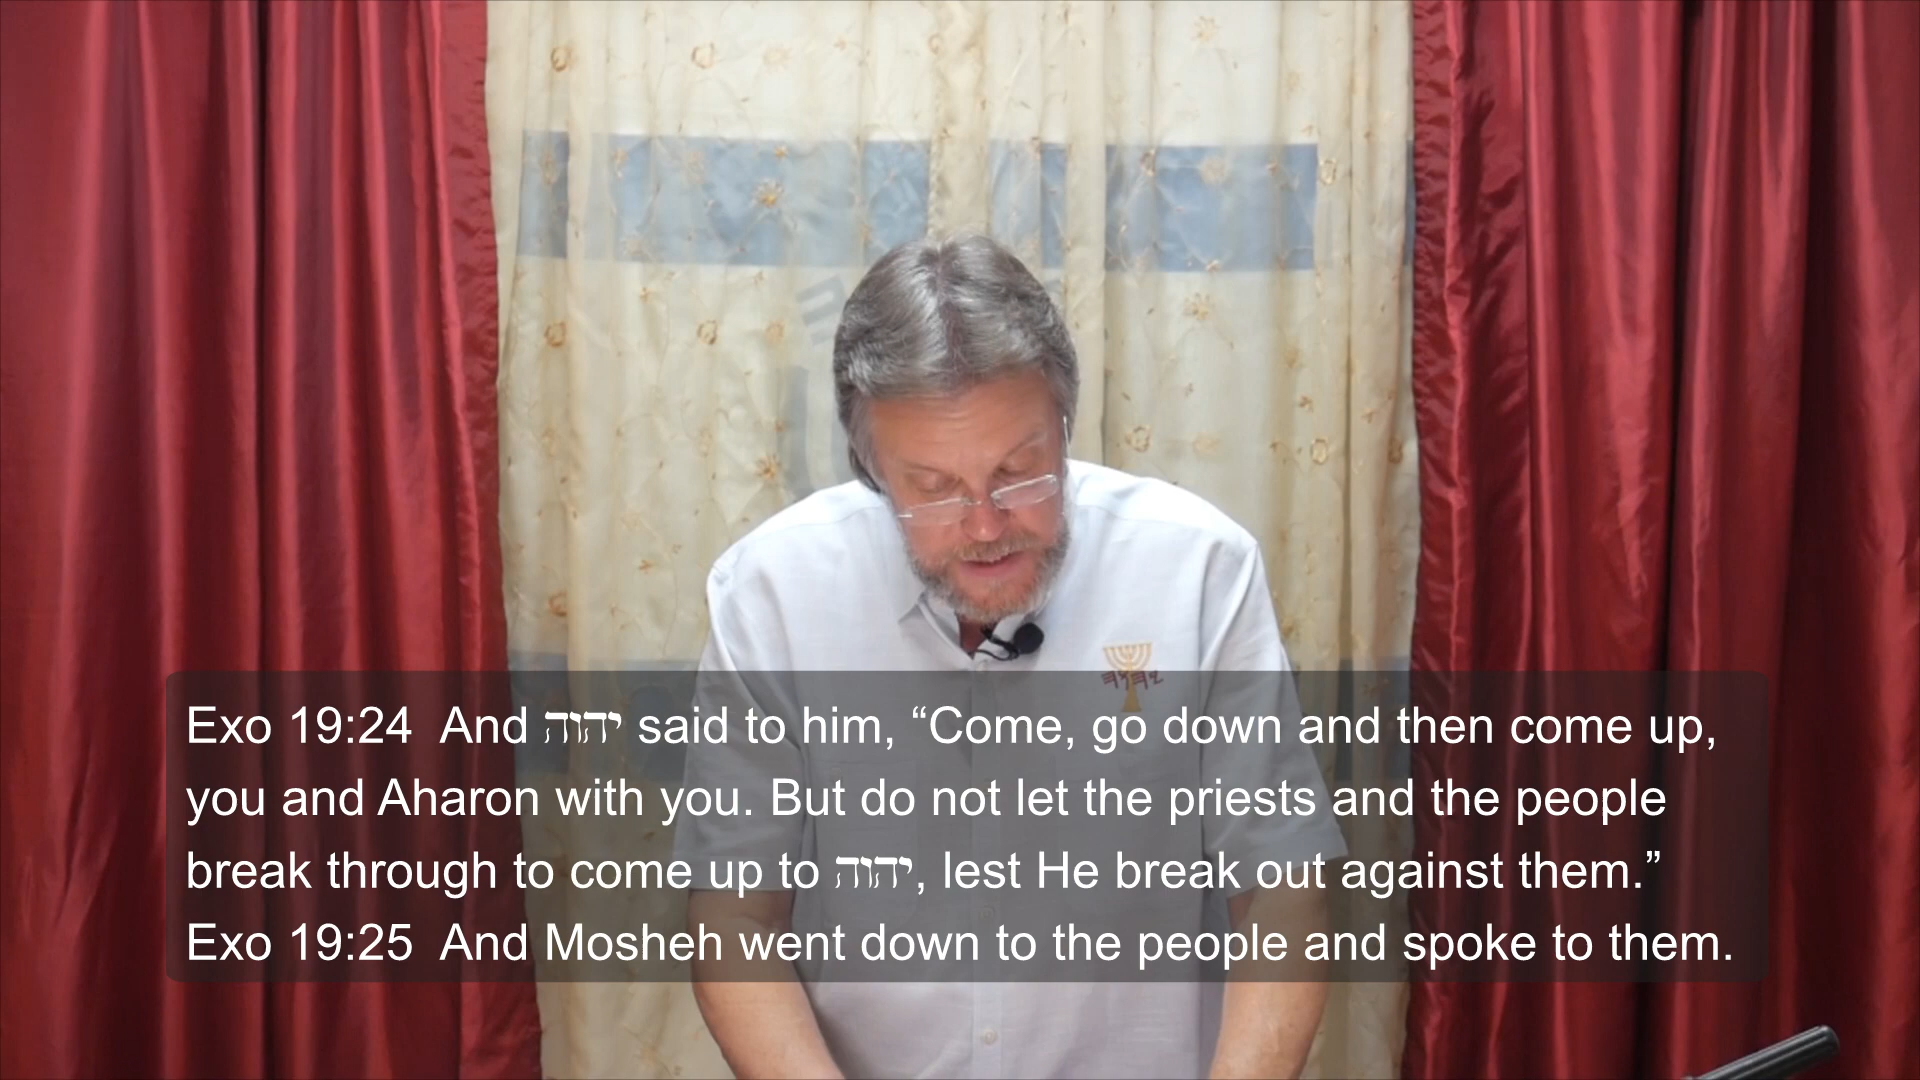 Exo 19:24  And יהוה said to him, “Come, go down and then come up,
you and Aharon with you. But do not let the priests and the people
break through to come up to יהוה, lest He break out against them.”
Exo 19:25  And Mosheh went down to the people and spoke to them.